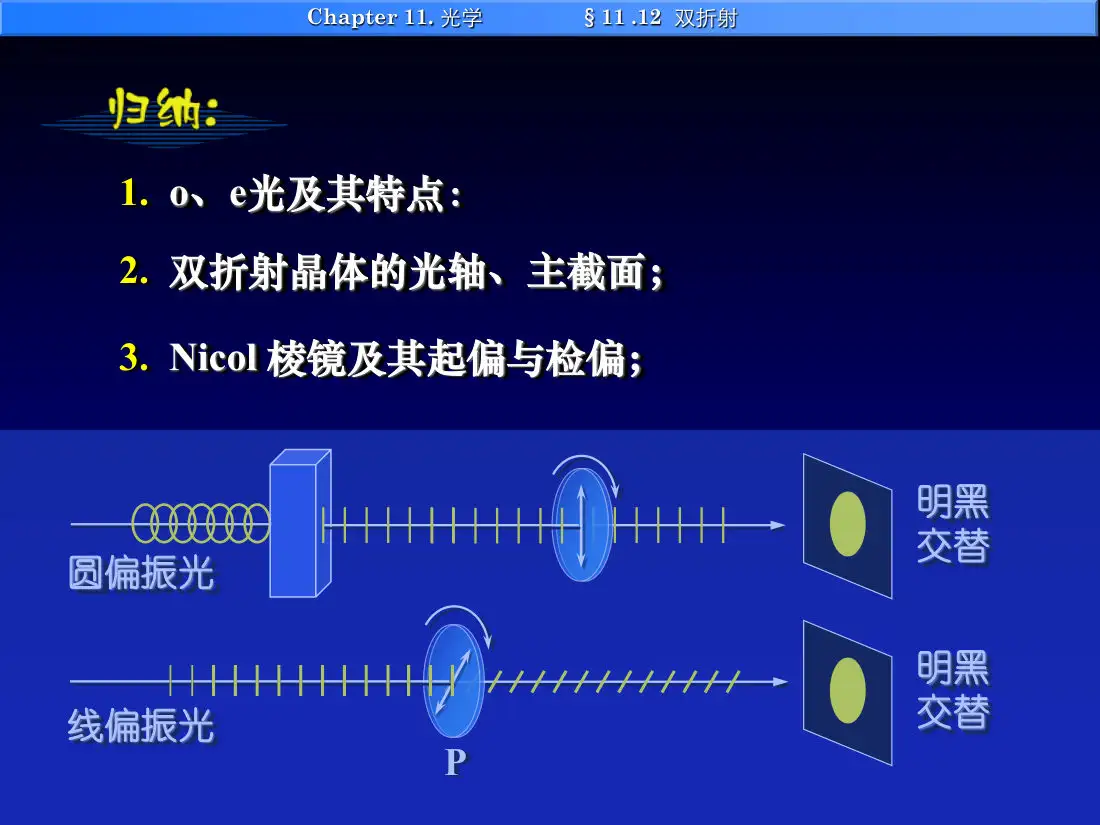 Chapter 11. 光学 § 11 .12 双折射
归纳:
1. o、e光及其特点:
2. 双折射晶体的光轴、主截面;
3. Nicol 棱镜及其起偏与检偏;
圆偏振光
明黑
交替
线偏振光
P
明黑
交替